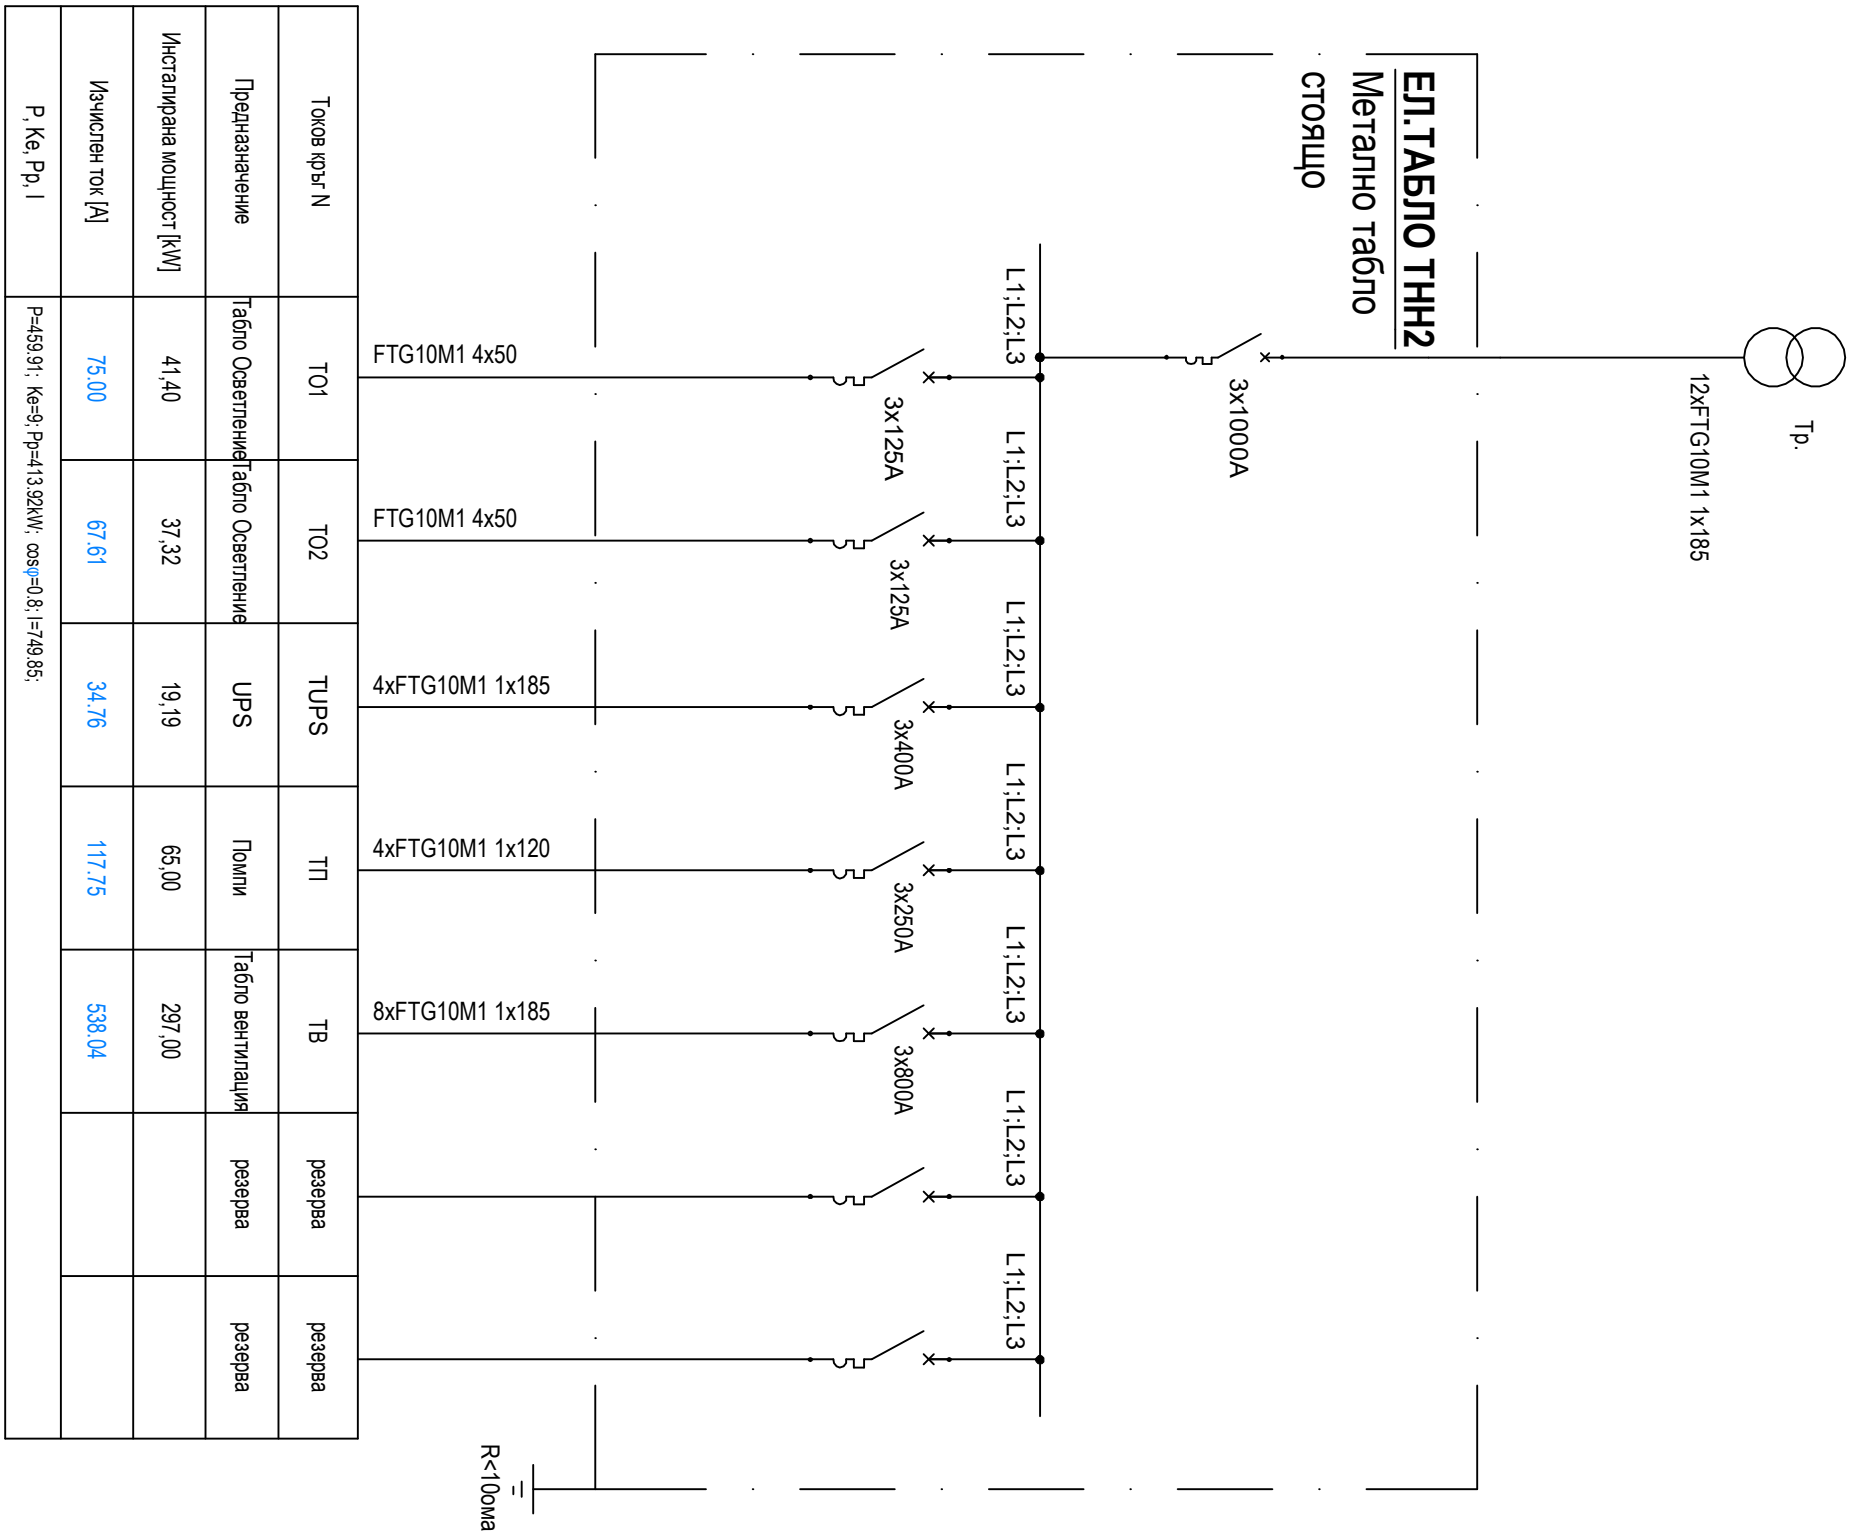 ЕЛ.ТАБЛО ТНН2
Метално табло
стоящо
Тр.
12xFTG10M1 1x185
3x1000A
L1;L2;L3
L1;L2;L3
L1;L2;L3
L1;L2;L3
L1;L2;L3
L1;L2;L3
L1;L2;L3
3x125A
3x125A
3x400A
3x250A
3x800A
FTG10M1 4x50
FTG10M1 4x50
4xFTG10M1 1x185
4xFTG10M1 1x120
8xFTG10M1 1x185
Токов кръг N ТО1 ТО2 TUPS ТП ТВ резерва резерва
Предназначение Табло Осветление Табло Осветление UPS Помпи Табло вентилация резерва резерва
Инсталирана мощност [kW] 41,40 37,32 19,19 65,00 297,00
Изчислен ток [A] 75.00 67.61 34.76 117.75 538.04
P, Ke, Pp, I P=459.91; Ke=9; Pp=413.92kW; cosφ=0.8; I=749.85;
R<10ома